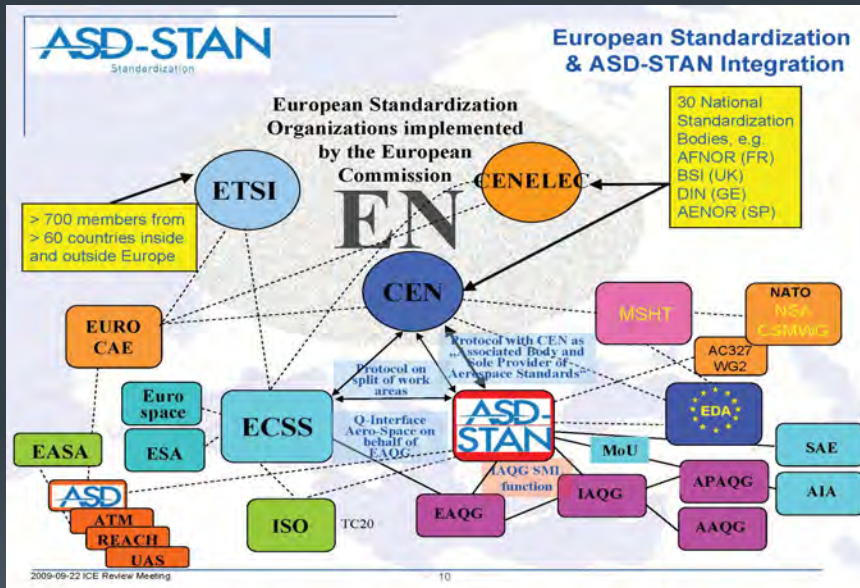 ASD-STAN
Standardization
European Standardization
& ASD-STAN Integration
European Standardization
Organizations implemented
by the European
Commission
30 National
Standardization
Bodies, e.g.
AFNOR (FR)
BSI (UK)
DIN (GE)
AENOR (SP)
ETSI
CENELEC
EN
> 700 members from
> 60 countries inside
and outside Europe
CEN
EURO
CAE
MSHT
NATO
NSA
CSMWG
AC327
WG2
Protocol with CEN as
„Associated Body and
Sole Provider of
Aerospace Standards“
Protocol on
split of work
areas
Euro
space
ECSS
ASD-
STAN
EDA
Q-Interface
Aero-Space on
behalf of
EAQG
EASA
ESA
MoU
SAE
IAQG SMI,
function
ASD
ATM
REACH
UAS
ISO
TC20
EAQG
IAQG
APAQG
AIA
AAQG
2009-09-22 ICE Review Meeting
10